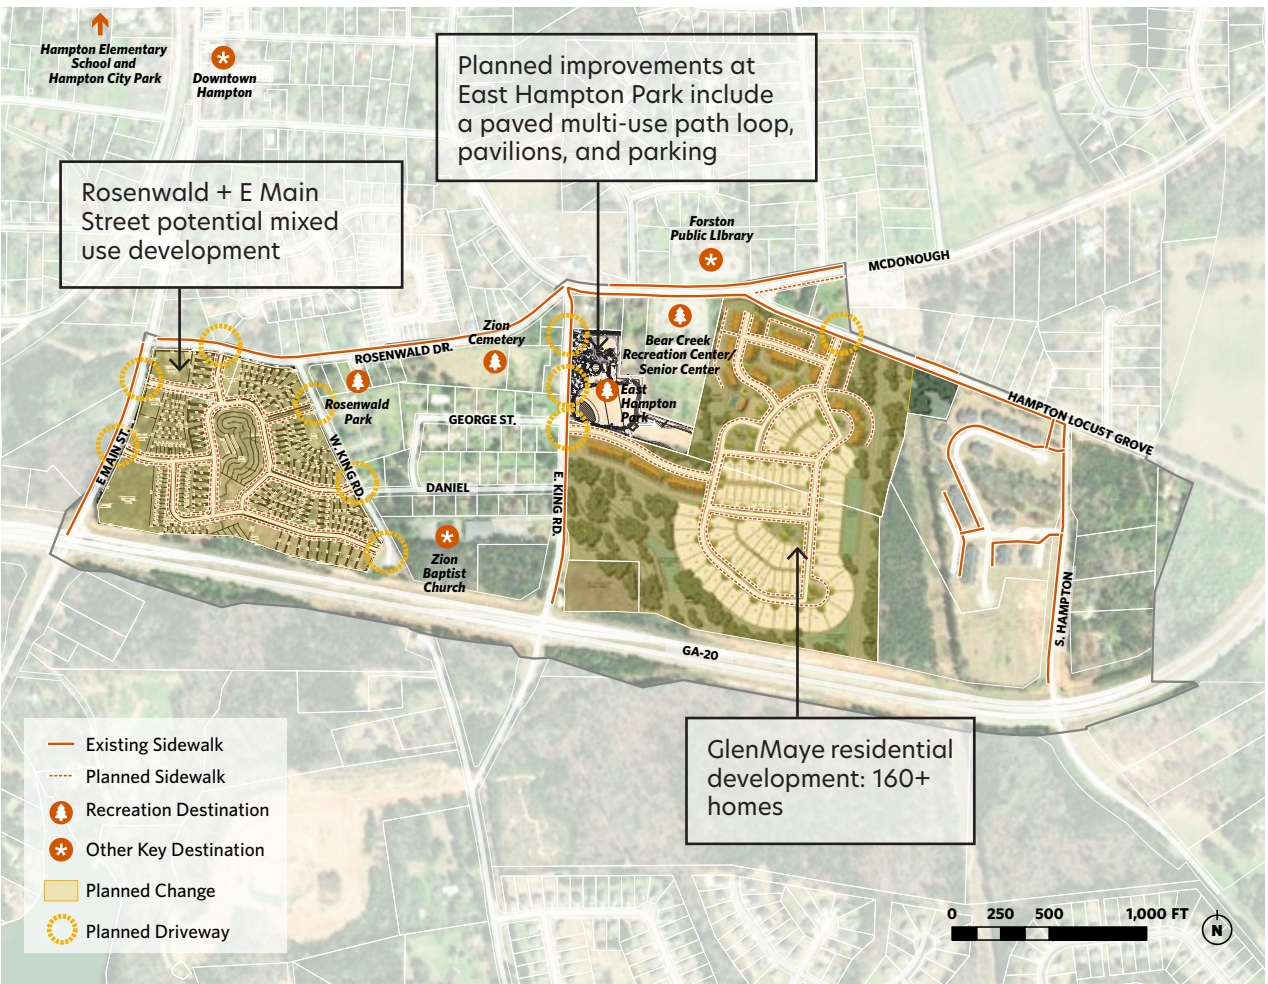 Hampton Elementary
School and
Hampton City Park
Downtown
Hampton
Planned improvements at
East Hampton Park include
a paved multi-use path loop,
pavilions, and parking
Rosenwald + E Main
Street potential mixed
use development
Forston
Public LIbrary
MCDONOUGH
Zion
Cemetery
ROSENWALD DR.
Bear Creek
Recreation Center/
Senior Center
Rosenwald
Park
East
Hampton
Park
HAMPTON LOCUST GROVE
GEORGE ST.
E MAIN ST.
W. KING RD.
DANIEL
E. KING RD.
Zion
Baptist
Church
S. HAMPTON
GA-20
GlenMaye residential
development: 160+
homes
Existing Sidewalk
Planned Sidewalk
Recreation Destination
Other Key Destination
Planned Change
Planned Driveway
0 250 500 1,000 FT
N